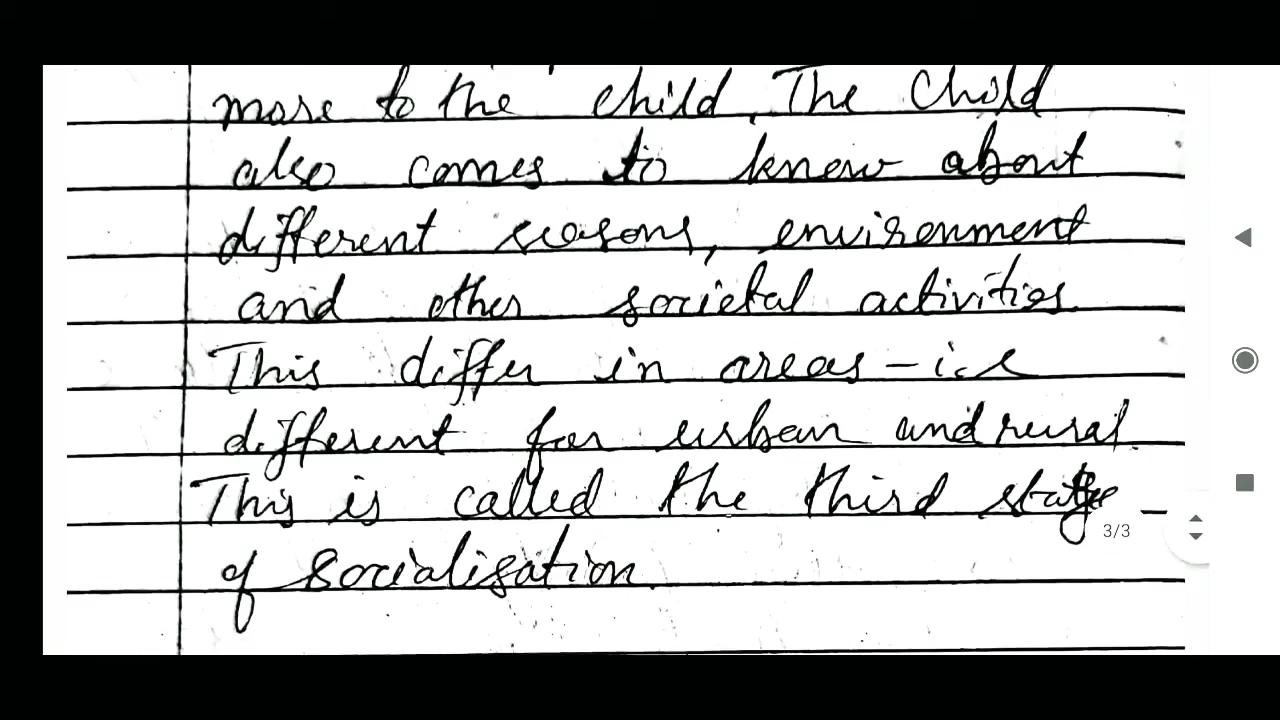 more to the child. The child
also comes to knew about
different seasons, environment
and other societal activities.
This differ in areas - i.e
different for urban and rural.
This is called the third stage -
of socialisation.
3/3